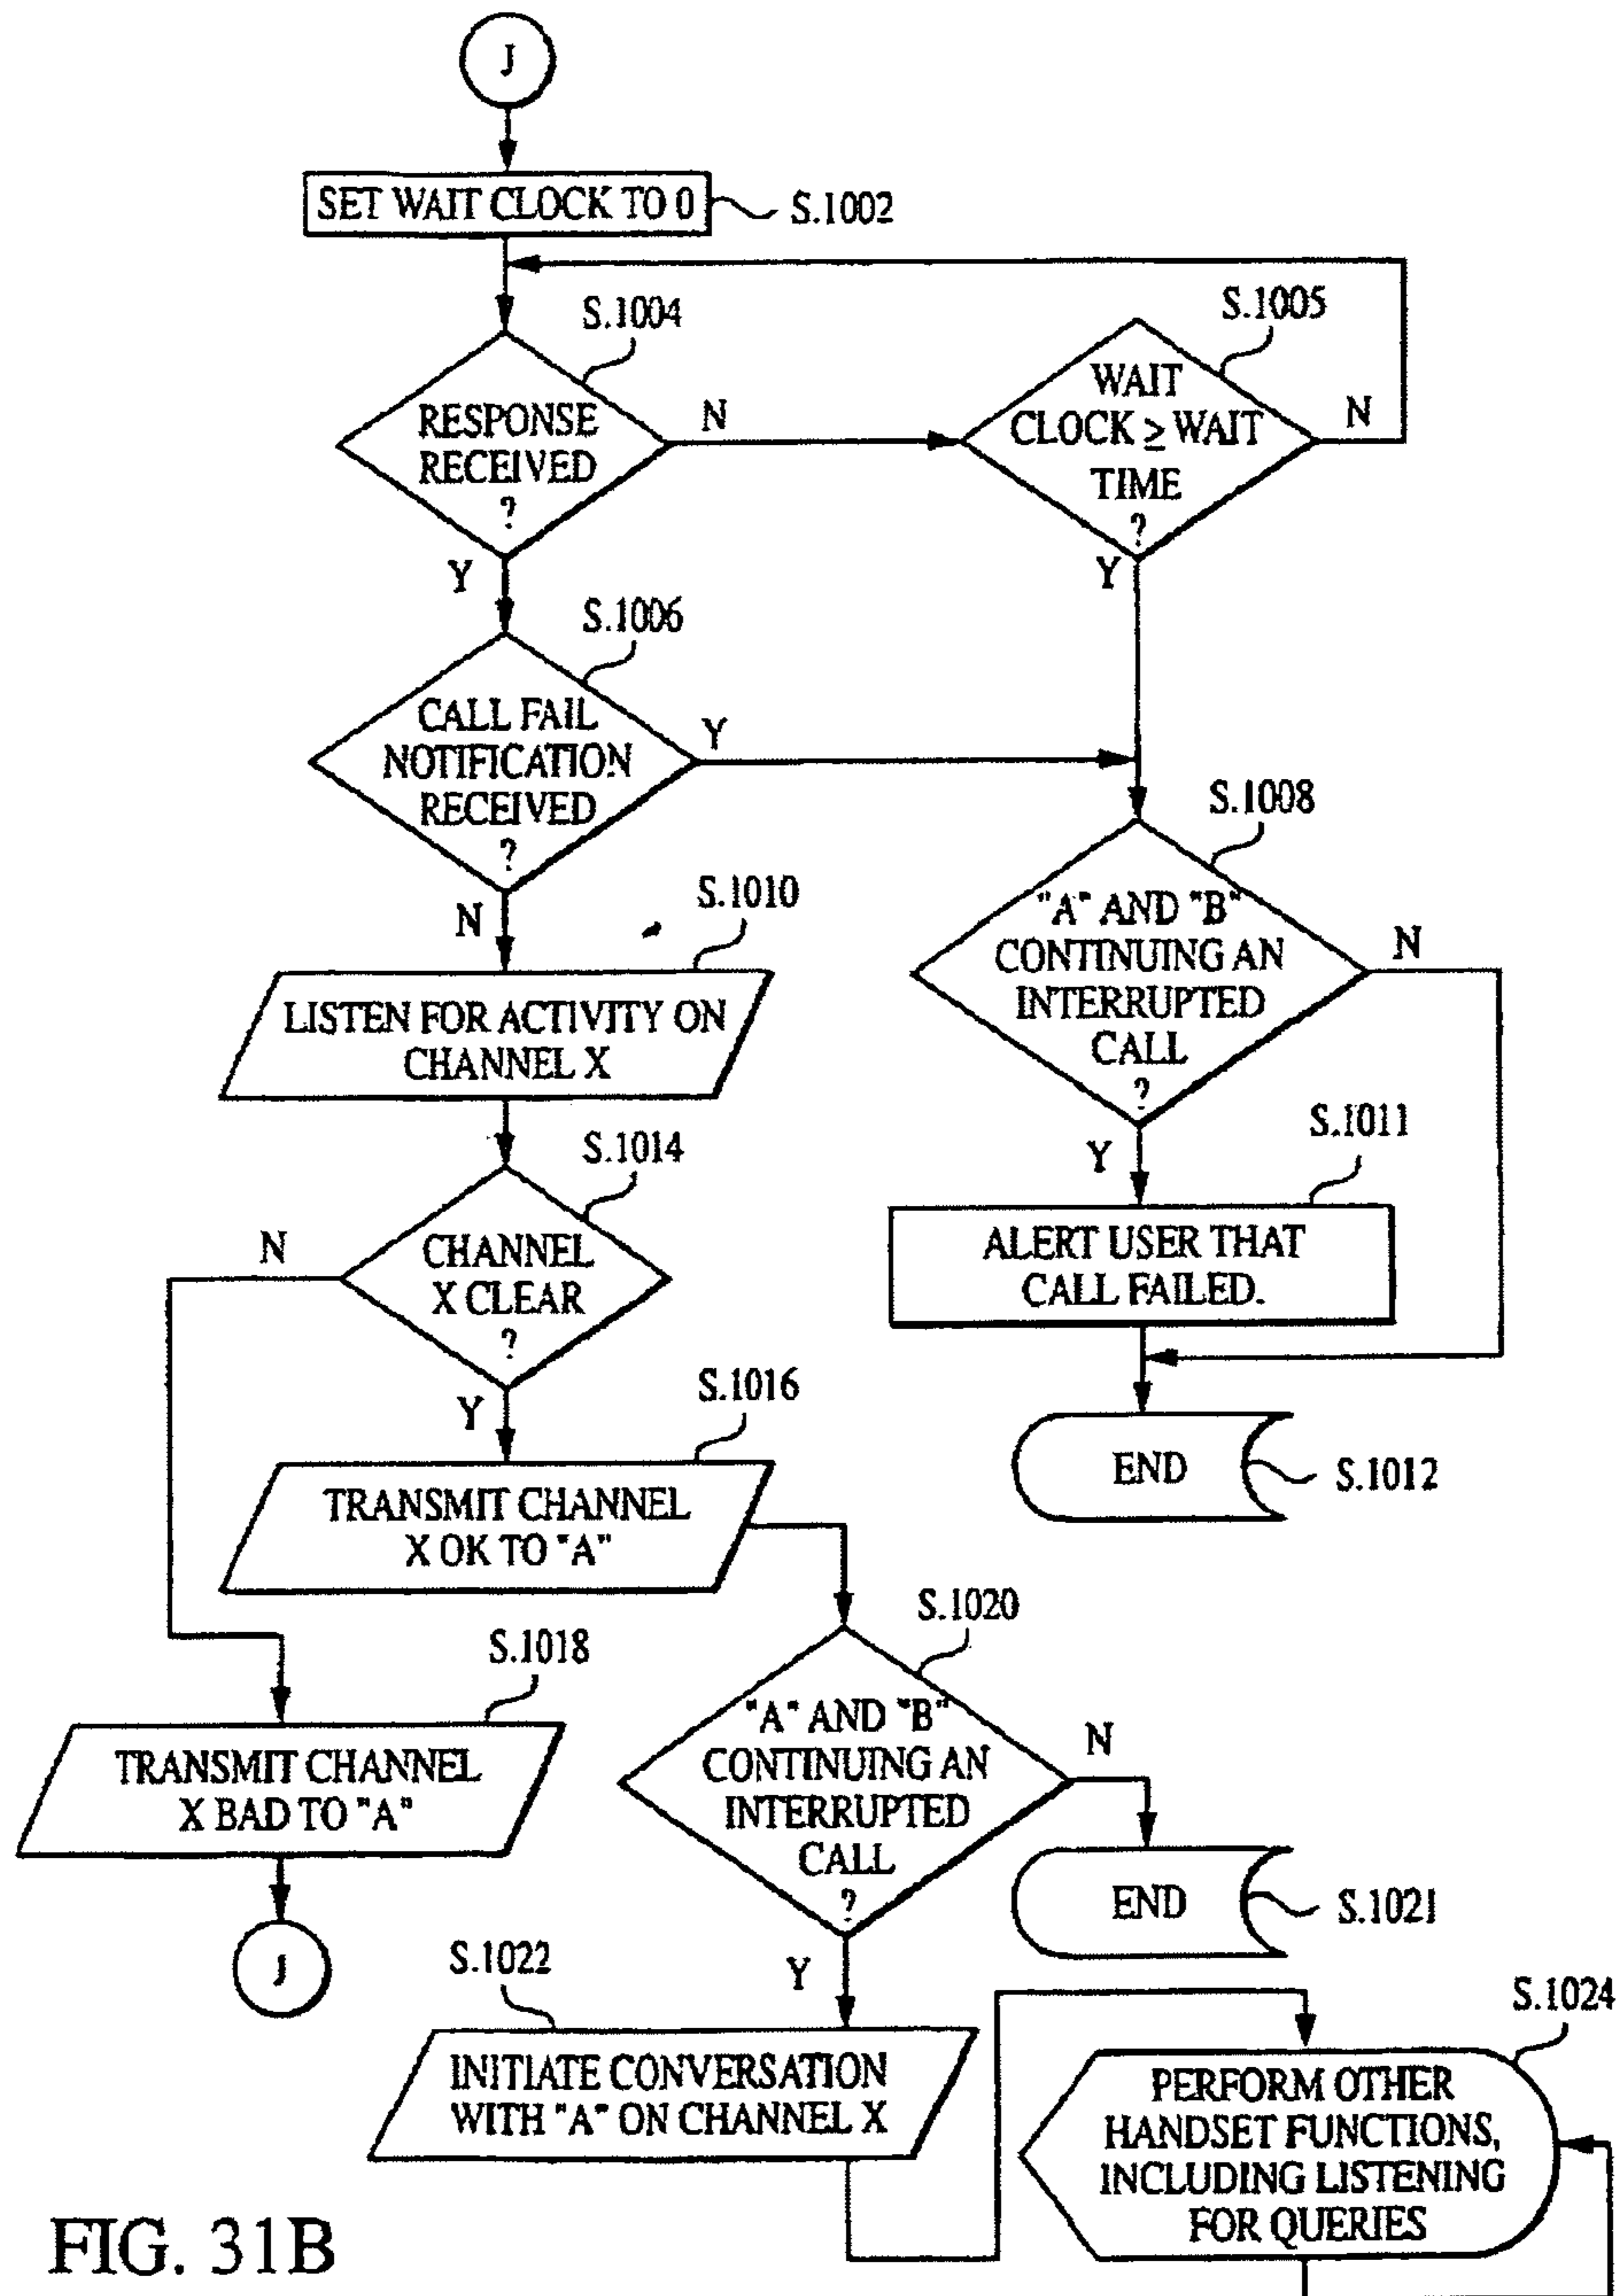 J
SET WAIT CLOCK TO 0
S.1002
S.1004
RESPONSE
RECEIVED
?
N
Y
S.1005
WAIT
CLOCK ≥ WAIT
TIME
?
N
Y
S.1006
CALL FAIL
NOTIFICATION
RECEIVED
?
Y
N
S.1008
"A" AND "B"
CONTINUING AN
INTERRUPTED
CALL
?
N
Y
S.1010
LISTEN FOR ACTIVITY ON
CHANNEL X
S.1011
ALERT USER THAT
CALL FAILED.
S.1014
CHANNEL
X CLEAR
?
N
Y
END
S.1012
S.1016
TRANSMIT CHANNEL
X OK TO "A"
S.1018
TRANSMIT CHANNEL
X BAD TO "A"
J
S.1020
"A" AND "B"
CONTINUING AN
INTERRUPTED
CALL
?
N
Y
END
S.1021
S.1022
INITIATE CONVERSATION
WITH "A" ON CHANNEL X
S.1024
PERFORM OTHER
HANDSET FUNCTIONS,
INCLUDING LISTENING
FOR QUERIES
FIG. 31B